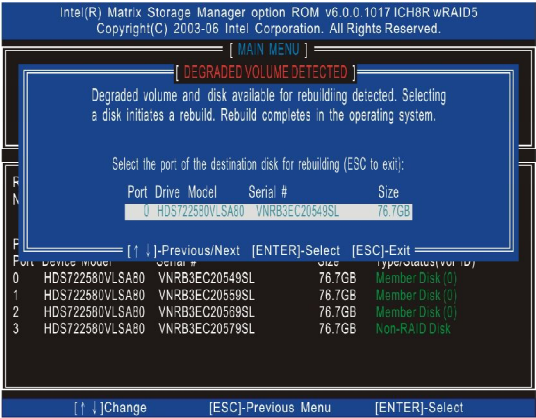 Intel(R) Matrix Storage Manager option ROM v6.0.0.1017 ICH8R wRAID5
Copyright(C) 2003-06 Intel Corporation. All Rights Reserved.
[ MAIN MENU ]
[ DEGRADED VOLUME DETECTED ]
Degraded volume and disk available for rebuildiing detected. Selecting
a disk initiates a rebuild. Rebuild completes in the operating system.
Select the port of the destination disk for rebuilding (ESC to exit):
Port Drive Model Serial # Size
0 HDS722580VLSA80 VNRB3EC20549SL 76.7GB
[↑↓]-Previous/Next [ENTER]-Select [ESC]-Exit
Port Device Model Serial # Size Type/Status(Vol ID)
0 HDS722580VLSA80 VNRB3EC20549SL 76.7GB Member Disk (0)
1 HDS722580VLSA80 VNRB3EC20559SL 76.7GB Member Disk (0)
2 HDS722580VLSA80 VNRB3EC20569SL 76.7GB Member Disk (0)
3 HDS722580VLSA80 VNRB3EC20579SL 76.7GB Non-RAID Disk
[↑↓]Change [ESC]-Previous Menu [ENTER]-Select